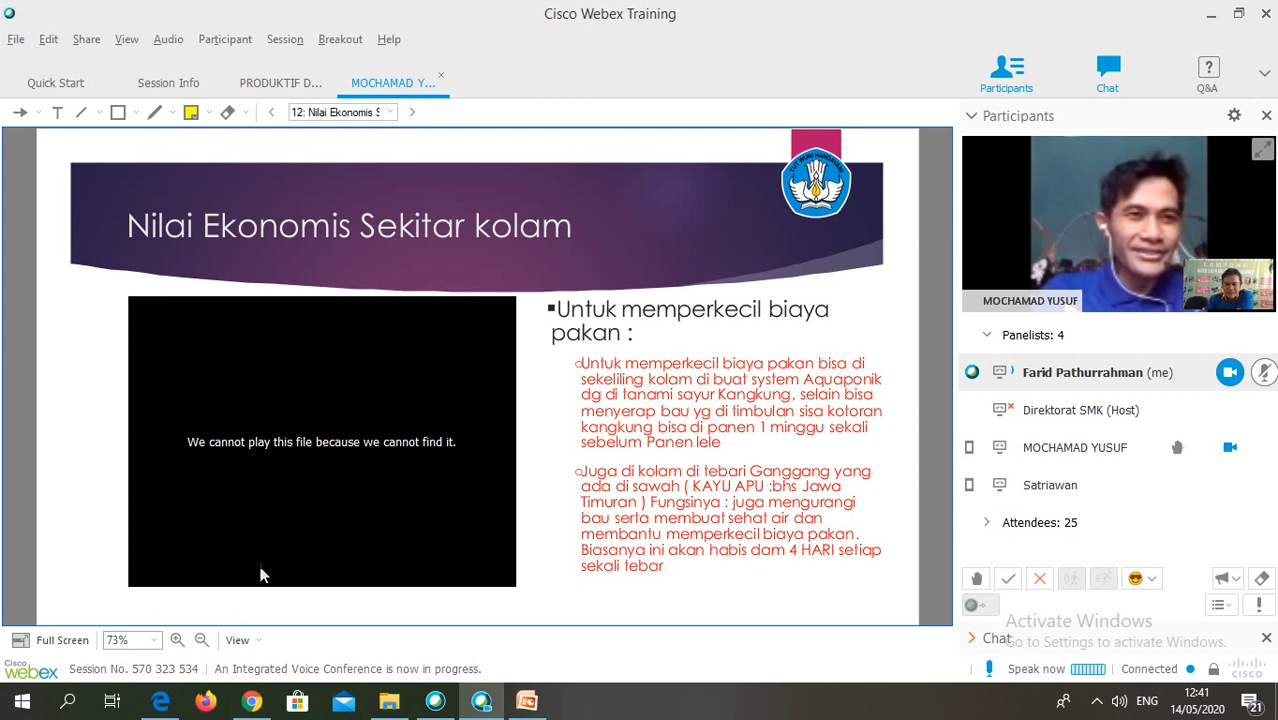 Cisco Webex Training
File Edit Share View Audio Participant Session Breakout Help
Quick Start Session Info PRODUKTIF D... MOCHAMAD Y...
Participants Chat Q&A
12: Nilai Ekonomis S
Participants
TUT WURI HANDAYANI
Nilai Ekonomis Sekitar kolam
LAMPUNG
MOCHAMAD YUSUF
We cannot play this file because we cannot find it.
Untuk memperkecil biaya
pakan :
Untuk memperkecil biaya pakan bisa di
sekeliling kolam di buat system Aquaponik
dg di tanami sayur Kangkung, selain bisa
menyerap bau yg di timbulan sisa kotoran
kangkung bisa di panen 1 minggu sekali
sebelum Panen lele
Juga di kolam di tebari Ganggang yang
ada di sawah ( KAYU APU :bhs Jawa
Timuran ) Fungsinya : juga mengurangi
bau serta membuat sehat air dan
membantu memperkecil biaya pakan.
Biasanya ini akan habis dam 4 HARI setiap
sekali tebar
Panelists: 4
Farid Pathurrahman (me)
Direktorat SMK (Host)
MOCHAMAD YUSUF
Satriawan
Attendees: 25
Activate Windows
Go to Settings to activate Windows.
Chat
Full Screen 73% View
Cisco webex Session No. 570 323 534 An Integrated Voice Conference is now in progress.
Speak now Connected cisco
ENG 12:41
14/05/2020 21